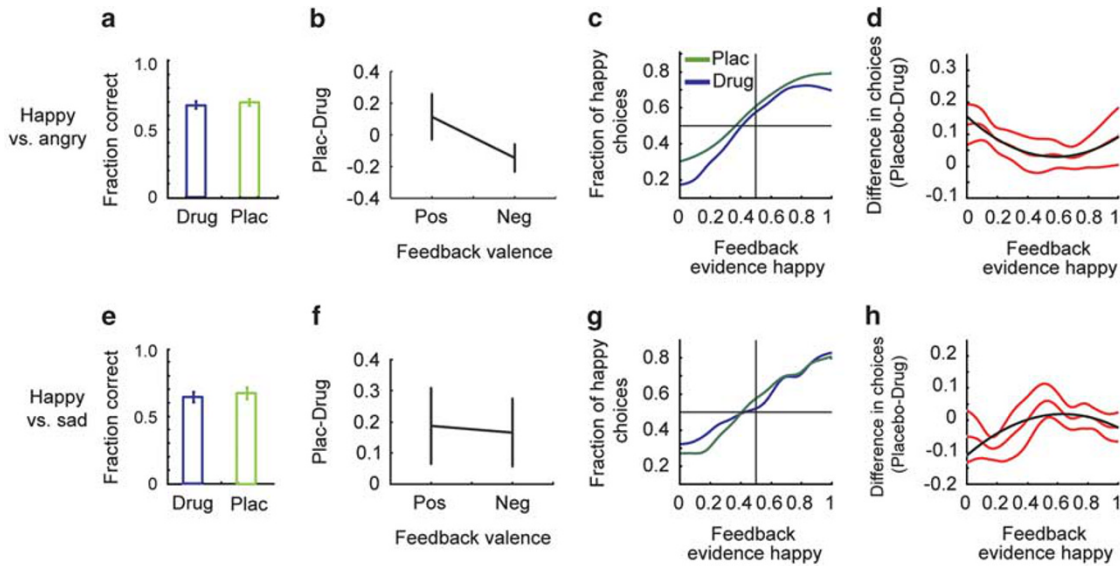 a
b
c
d
Happy
vs. angry
Fraction correct
1.0
0.5
0
Drug
Plac
Plac-Drug
0.4
0.2
0
-0.2
-0.4
Pos
Neg
Feedback valence
Fraction of happy
choices
0.8
0.6
0.4
0.2
Plac
Drug
0 0.2 0.4 0.6 0.8 1
Feedback
evidence happy
Difference in choices
(Placebo-Drug)
0.3
0.2
0.1
0
-0.1
0 0.2 0.4 0.6 0.8 1
Feedback
evidence happy
e
f
g
h
Happy
vs. sad
Fraction correct
1.0
0.5
0
Drug
Plac
Plac-Drug
0.4
0.3
0.2
0.1
0
Pos
Neg
Feedback valence
Fraction of happy
choices
0.8
0.6
0.4
0.2
0 0.2 0.4 0.6 0.8 1
Feedback
evidence happy
Difference in choices
(Placebo-Drug)
0.2
0.1
0
-0.1
-0.2
0 0.2 0.4 0.6 0.8 1
Feedback
evidence happy